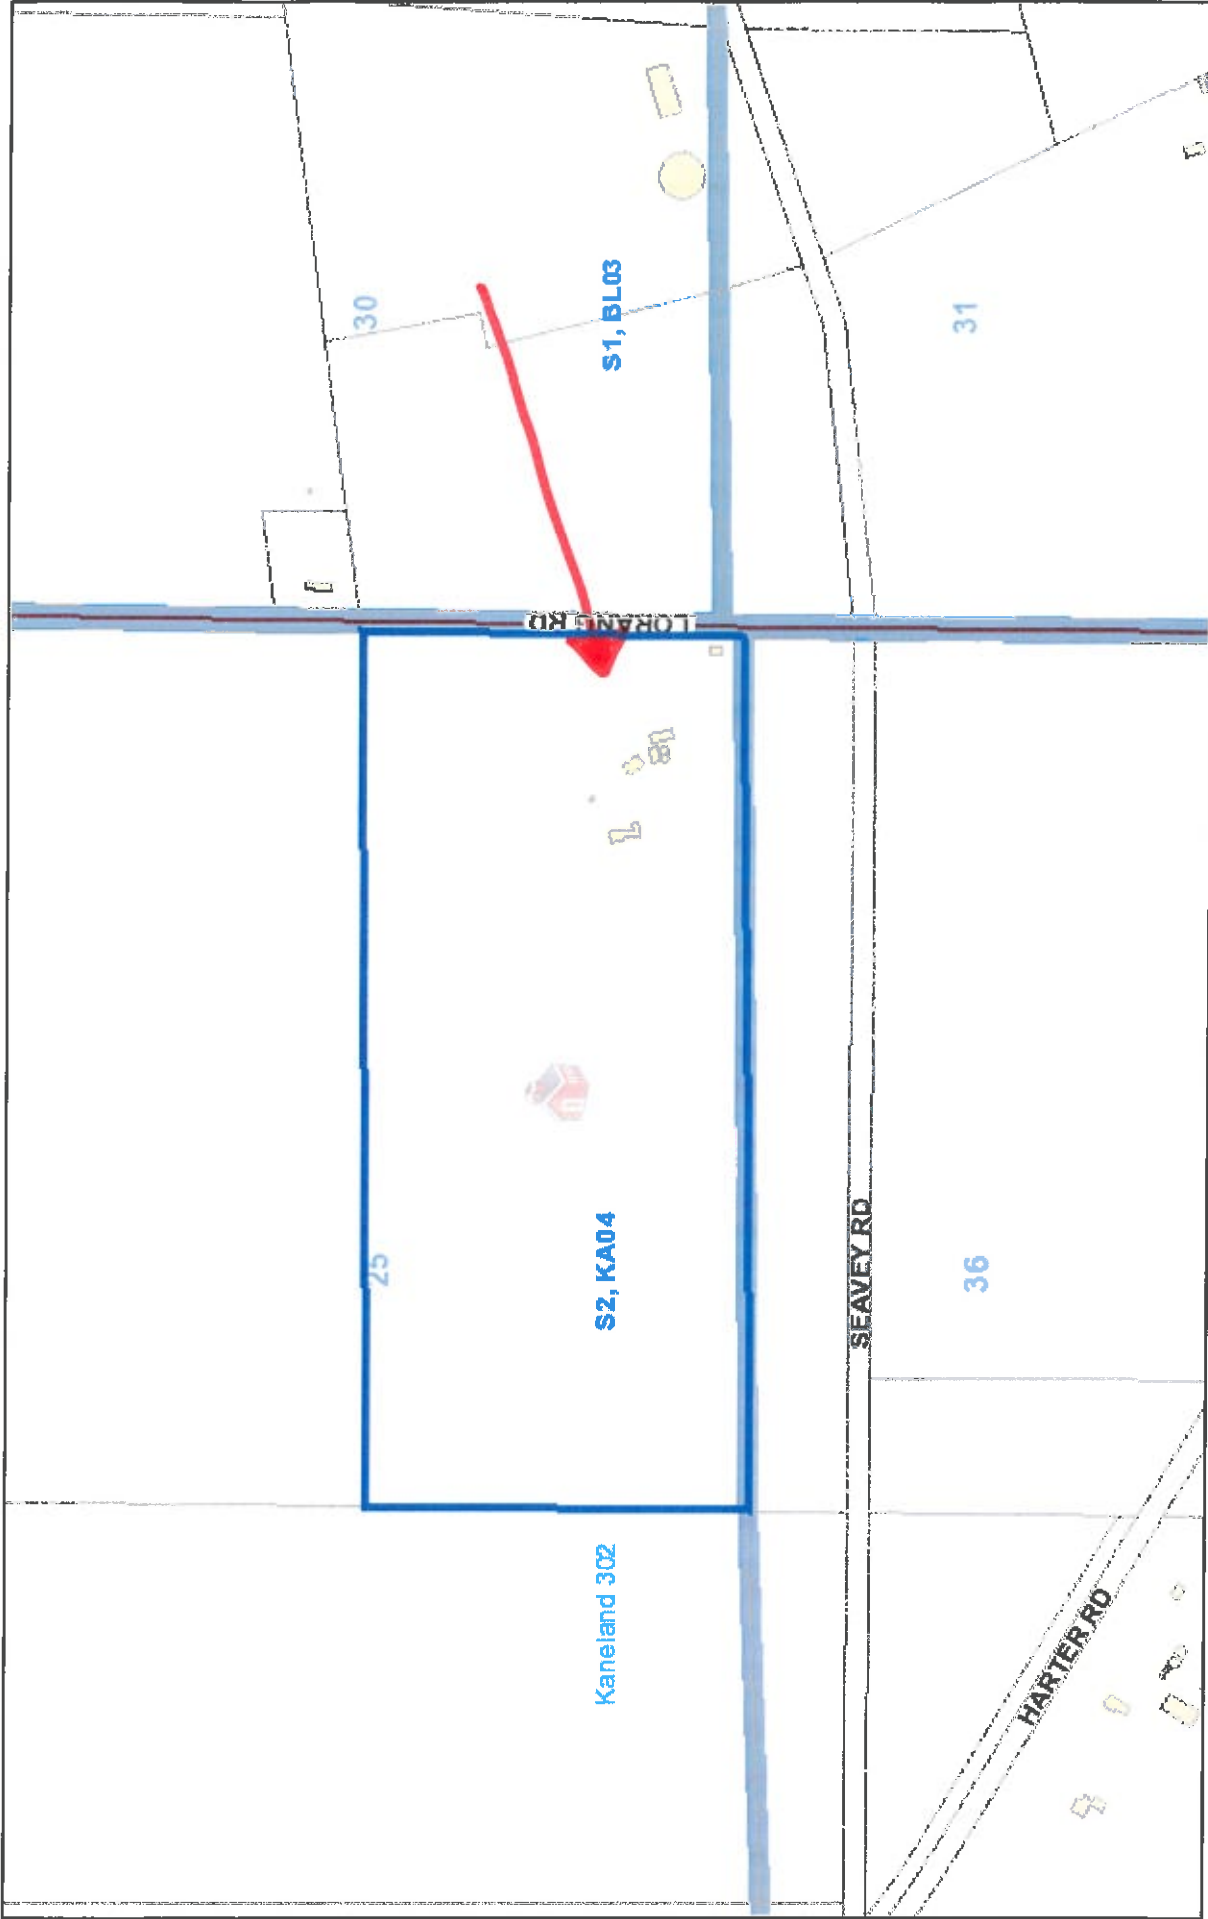 30
S1, BL03
31
LORANG RD
25
S2, KA04
SEAVEY RD
36
Kaneland 302
HARTER RD